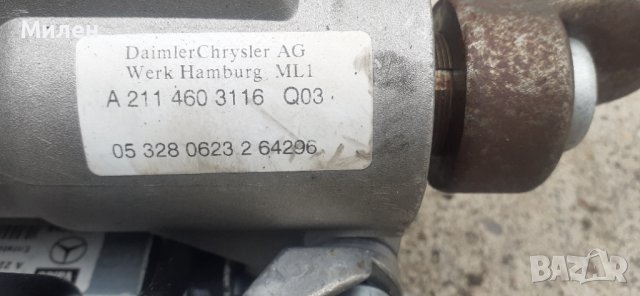 Милен
DaimlerChrysler AG
Werk Hamburg ML1
A 211 460 3116 Q03
05 328 0623 2 64296
BAZAR